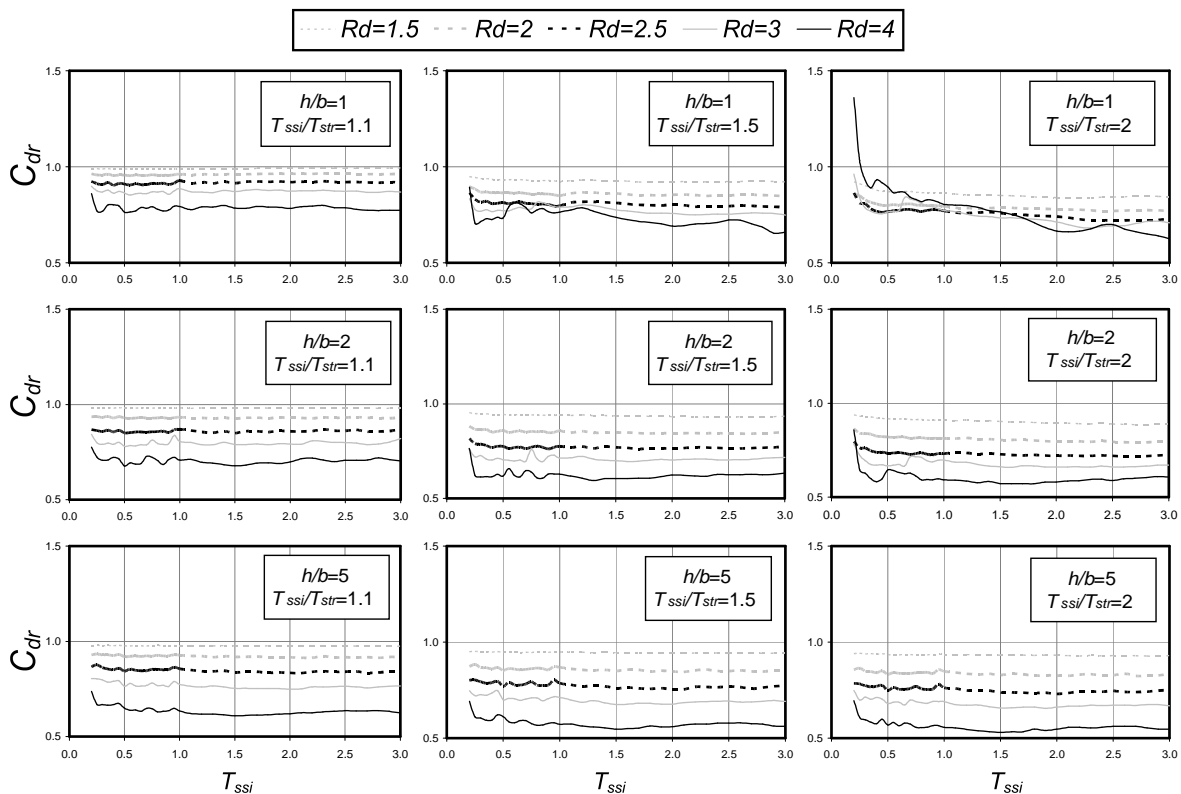 Rd=1.5 Rd=2 Rd=2.5 Rd=3 Rd=4
1.5 1.5 1.5
h/b=1 h/b=1 h/b=1
Tssi/Tstr=1.1 Tssi/Tstr=1.5 Tssi/Tstr=2
Cdr 1.0 1.0 1.0
0.5 0.5 0.5
0.0 0.5 1.0 1.5 2.0 2.5 3.0 0.0 0.5 1.0 1.5 2.0 2.5 3.0 0.0 0.5 1.0 1.5 2.0 2.5 3.0
1.5 1.5 1.5
h/b=2 h/b=2 h/b=2
Tssi/Tstr=1.1 Tssi/Tstr=1.5 Tssi/Tstr=2
Cdr 1.0 1.0 1.0
0.5 0.5 0.5
0.0 0.5 1.0 1.5 2.0 2.5 3.0 0.0 0.5 1.0 1.5 2.0 2.5 3.0 0.0 0.5 1.0 1.5 2.0 2.5 3.0
1.5 1.5 1.5
h/b=5 h/b=5 h/b=5
Tssi/Tstr=1.1 Tssi/Tstr=1.5 Tssi/Tstr=2
Cdr 1.0 1.0 1.0
0.5 0.5 0.5
0.0 0.5 1.0 1.5 2.0 2.5 3.0 0.0 0.5 1.0 1.5 2.0 2.5 3.0 0.0 0.5 1.0 1.5 2.0 2.5 3.0
Tssi Tssi Tssi